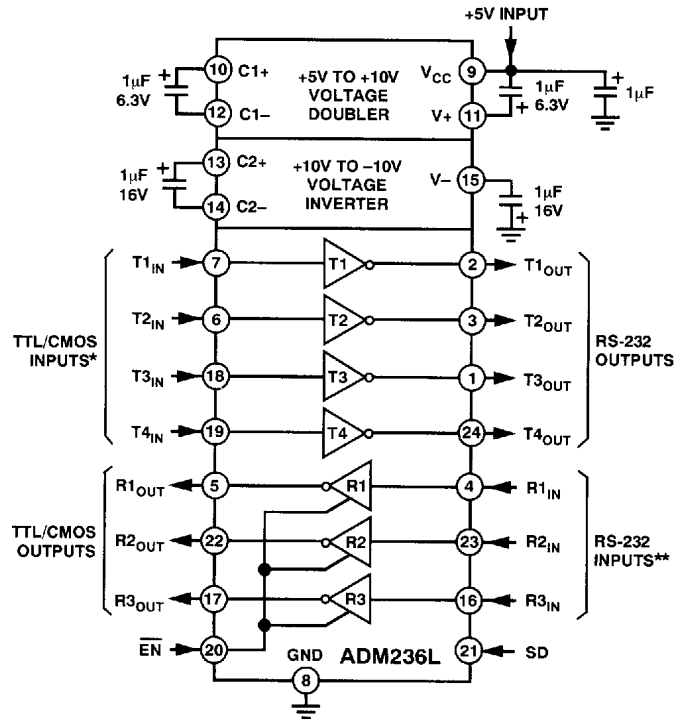 +5V INPUT
10 C1+ +5V TO +10V VCC 9
1µF 6.3V + VOLTAGE + 1µF 6.3V + 1µF
12 C1– DOUBLER V+ 11
13 C2+ +10V TO –10V V– 15
1µF 16V + VOLTAGE 1µF 16V +
14 C2– INVERTER
T1IN 7 T1 2 T1OUT
T2IN 6 T2 3 T2OUT
TTL/CMOS INPUTS* RS-232 OUTPUTS
T3IN 18 T3 1 T3OUT
T4IN 19 T4 24 T4OUT
R1OUT 5 R1 4 R1IN
TTL/CMOS OUTPUTS RS-232 INPUTS**
R2OUT 22 R2 23 R2IN
R3OUT 17 R3 16 R3IN
EN 20 GND ADM236L 21 SD
8